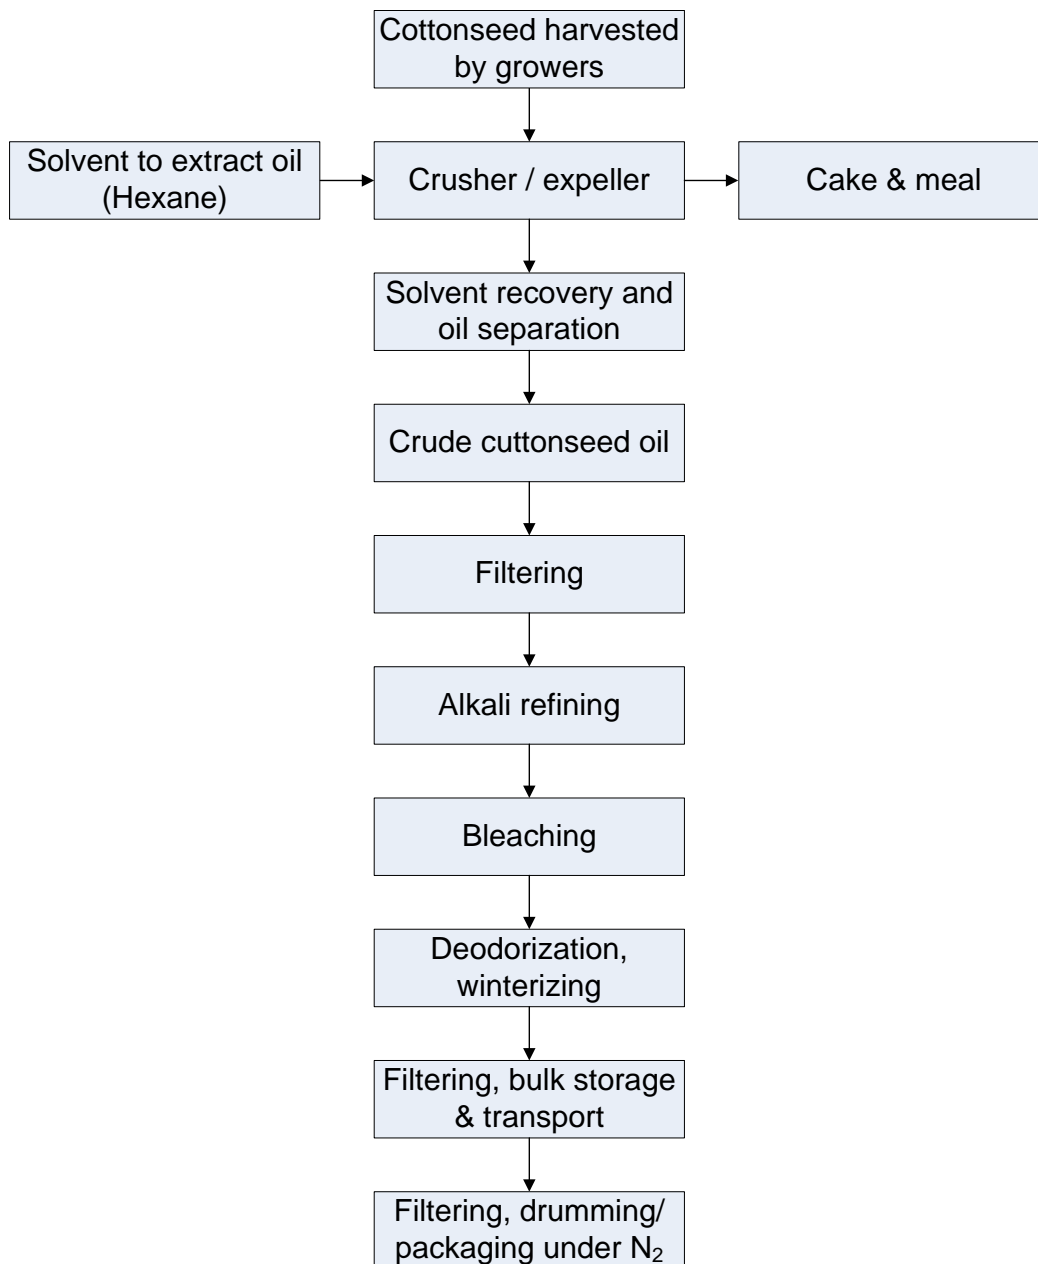 Cottonseed harvested
by growers
Solvent to extract oil
(Hexane)
Crusher / expeller
Cake & meal
Solvent recovery and
oil separation
Crude cuttonseed oil
Filtering
Alkali refining
Bleaching
Deodorization,
winterizing
Filtering, bulk storage
& transport
Filtering, drumming/
packaging under N₂